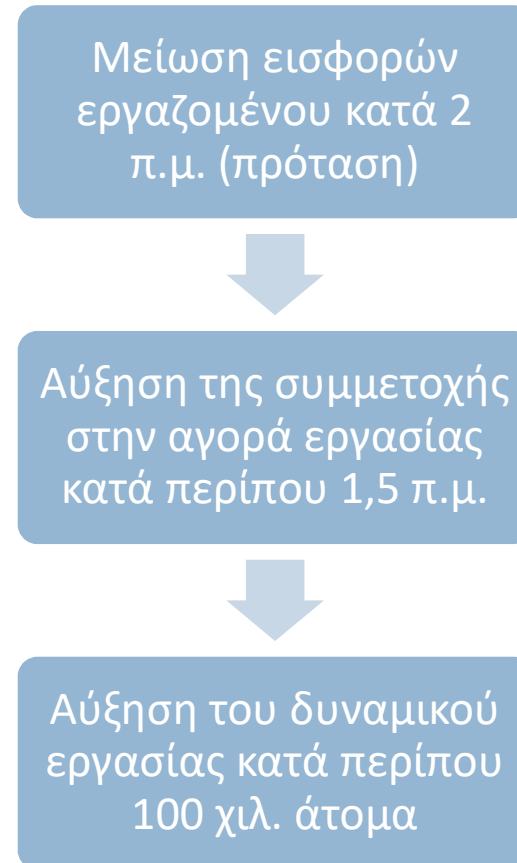 Μείωση εισφορών
εργαζομένου κατά 2
π.μ. (πρόταση)
Αύξηση της συμμετοχής
στην αγορά εργασίας
κατά περίπου 1,5 π.μ.
Αύξηση του δυναμικού
εργασίας κατά περίπου
100 χιλ. άτομα